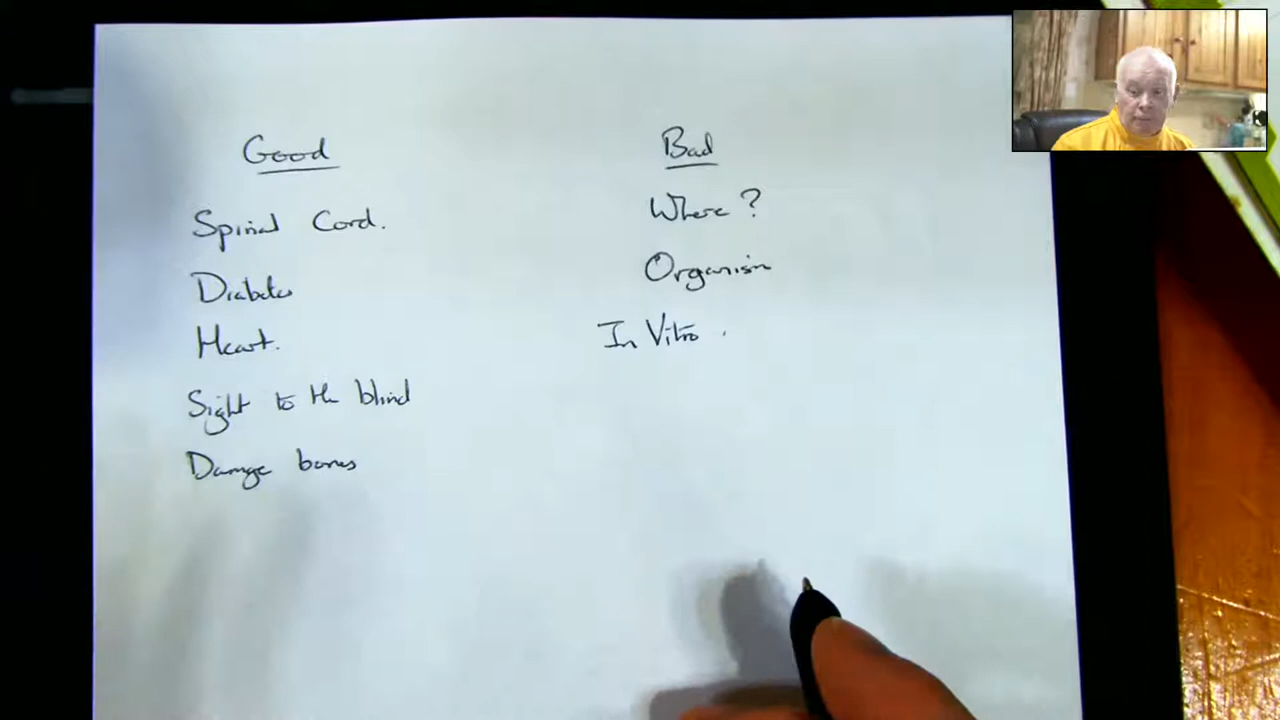 Good
Spinal Cord.
Diabetes
Heart.
Sight to the blind
Damage bones
Bad
Where?
Organism
In Vitro